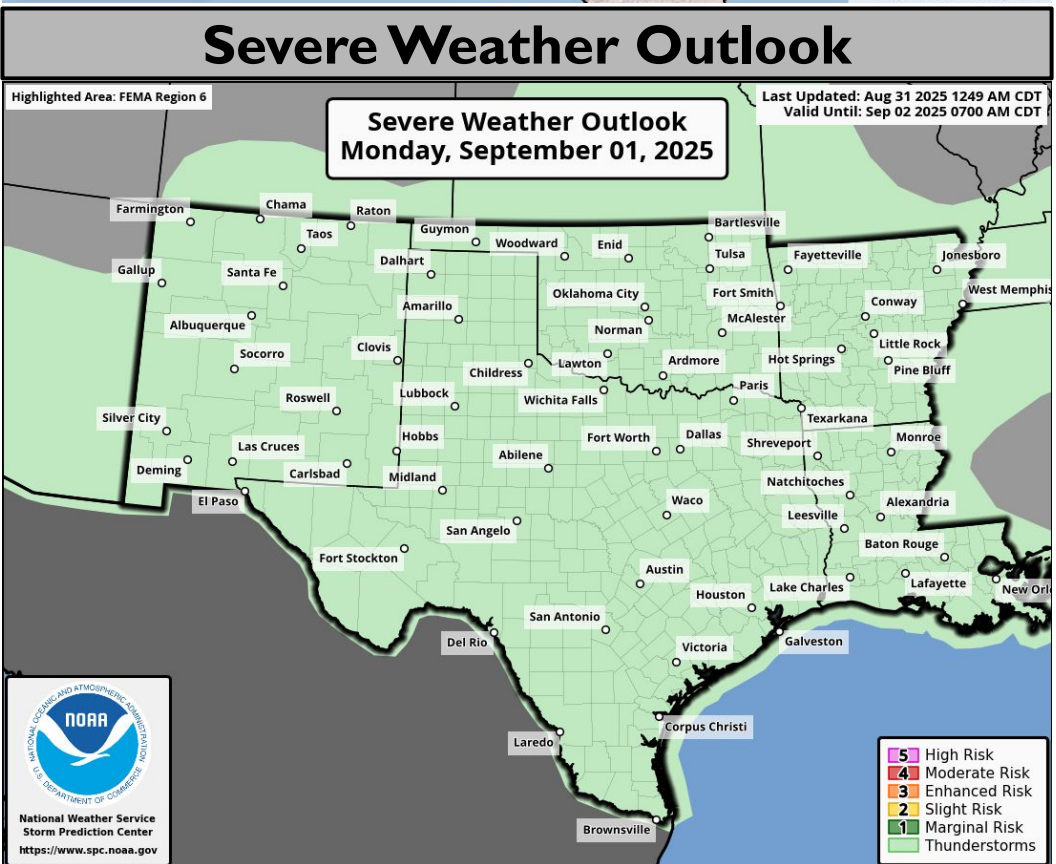 Severe Weather Outlook
Highlighted Area: FEMA Region 6
Last Updated: Aug 31 2025 1249 AM CDT
Valid Until: Sep 02 2025 0700 AM CDT
Severe Weather Outlook
Monday, September 01, 2025
Farmington
Chama
Raton
Taos
Guymon
Woodward
Enid
Bartlesville
Tulsa
Fayetteville
Jonesboro
Gallup
Santa Fe
Dalhart
Amarillo
Oklahoma City
Fort Smith
Conway
West Memphis
Albuquerque
Norman
McAlester
Little Rock
Socorro
Clovis
Childress
Lawton
Ardmore
Hot Springs
Pine Bluff
Roswell
Lubbock
Wichita Falls
Paris
Texarkana
Silver City
Las Cruces
Hobbs
Abilene
Fort Worth
Dallas
Shreveport
Monroe
Deming
Carlsbad
Midland
Natchitoches
El Paso
Waco
Leesville
Alexandria
San Angelo
Fort Stockton
Baton Rouge
Austin
Houston
Lake Charles
Lafayette
New Orl
San Antonio
Del Rio
Victoria
Galveston
Corpus Christi
Laredo
Brownsville
NATIONAL OCEANIC AND ATMOSPHERIC ADMINISTRATION
NOAA
U.S. DEPARTMENT OF COMMERCE
National Weather Service
Storm Prediction Center
https://www.spc.noaa.gov
5 High Risk
4 Moderate Risk
3 Enhanced Risk
2 Slight Risk
1 Marginal Risk
Thunderstorms